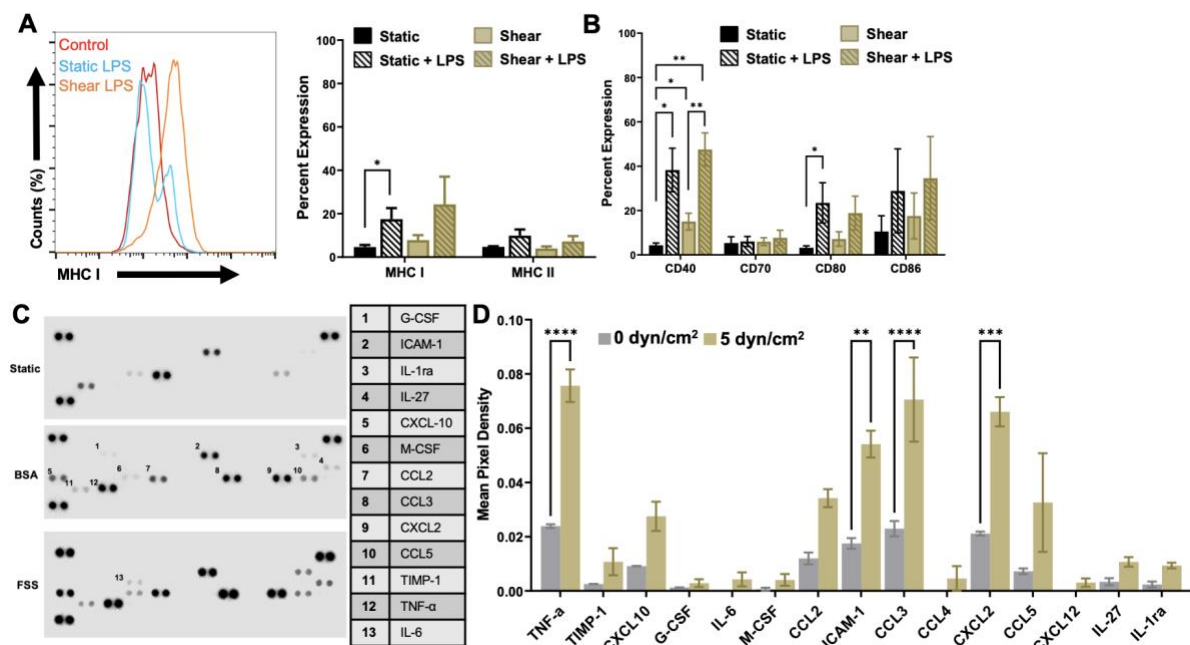 A
Control
Static LPS
Shear LPS
Counts (%)
MHC I
Static
Shear
Static + LPS
Shear + LPS
Percent Expression
100
80
60
40
20
0
*
MHC I
MHC II
B
Static
Shear
Static + LPS
Shear + LPS
Percent Expression
100
80
60
40
20
0
**
*
*
**
*
CD40
CD70
CD80
CD86
C
Static
BSA
1
2
3
4
5
6
7
8
9
10
11
12
FSS
13
1 G-CSF
2 ICAM-1
3 IL-1ra
4 IL-27
5 CXCL-10
6 M-CSF
7 CCL2
8 CCL3
9 CXCL2
10 CCL5
11 TIMP-1
12 TNF-α
13 IL-6
D
0 dyn/cm²
5 dyn/cm²
Mean Pixel Density
0.10
0.08
0.06
0.04
0.02
0.00
****
**
****
***
TNF-a
TIMP-1
CXCL10
G-CSF
IL-6
M-CSF
CCL2
ICAM-1
CCL3
CCL4
CXCL2
CCL5
CXCL12
IL-27
IL-1ra